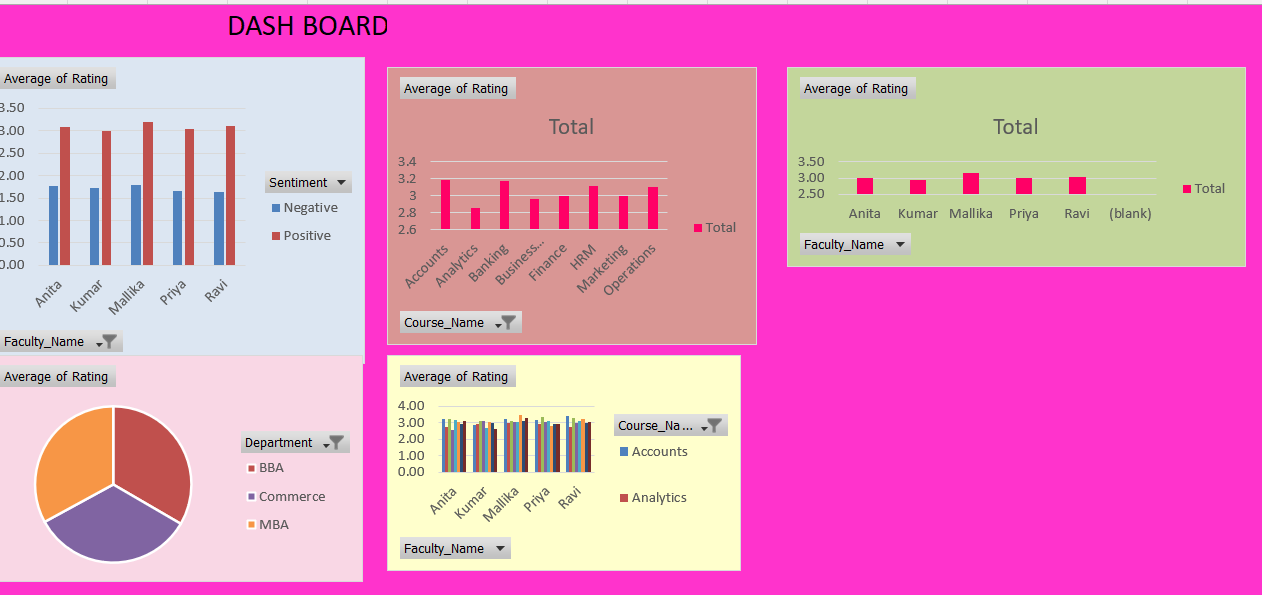 DASH BOARD
Average of Rating
3.50
3.00
2.50
2.00
1.50
1.00
0.50
0.00
Anita
Kumar
Mallika
Priya
Ravi
Sentiment
Negative
Positive
Faculty_Name
Average of Rating
Total
3.4
3.2
3
2.8
2.6
Accounts
Analytics
Banking
Business...
Finance
HRM
Marketing
Operations
Total
Course_Name
Average of Rating
Total
3.50
3.00
2.50
Anita Kumar Mallika Priya Ravi (blank)
Total
Faculty_Name
Average of Rating
Department
BBA
Commerce
MBA
Average of Rating
4.00
3.00
2.00
1.00
0.00
Anita
Kumar
Mallika
Priya
Ravi
Course_Na...
Accounts
Analytics
Faculty_Name